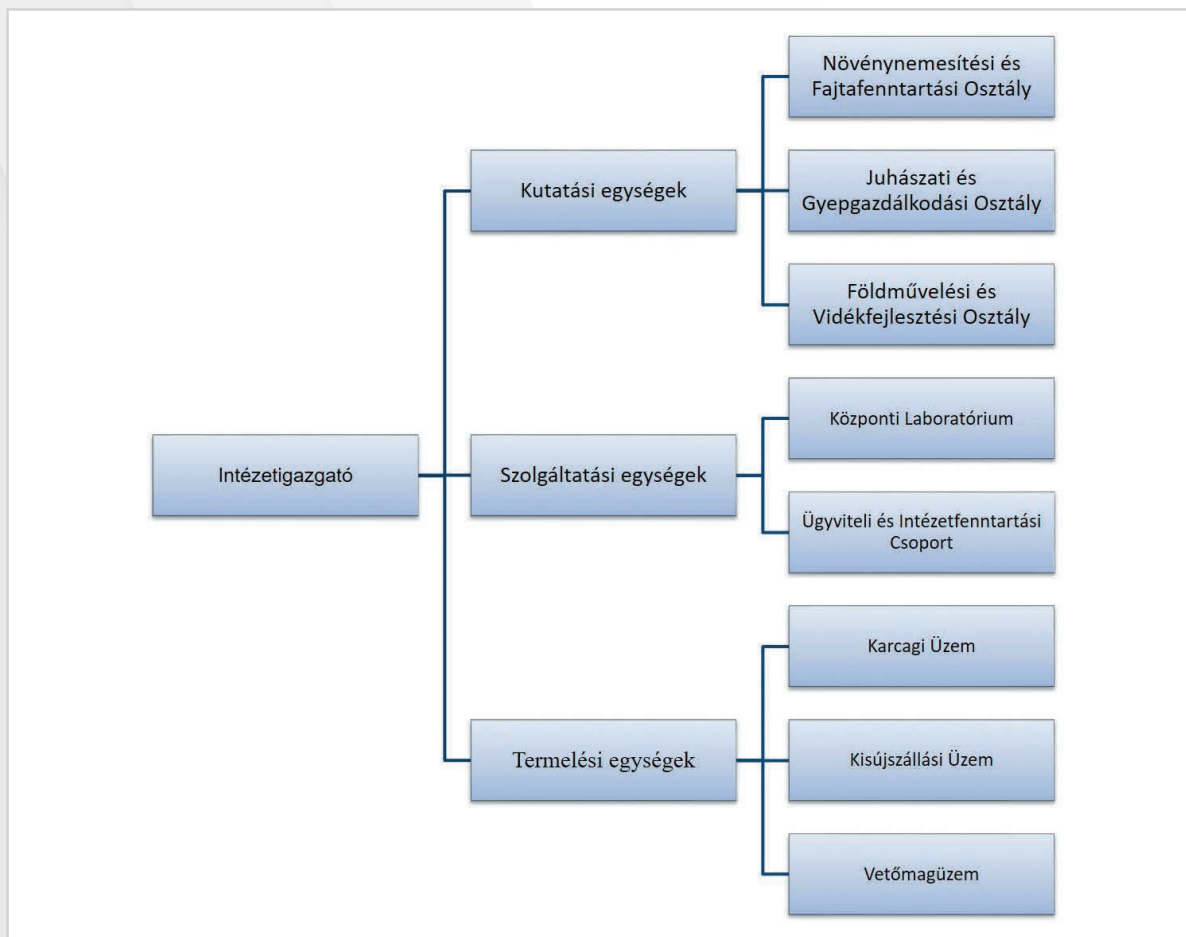 Intézetigazgató
Kutatási egységek
Növénynemesítési és
Fajtafenntartási Osztály
Juhászati és
Gyepgazdálkodási Osztály
Földművelési és
Vidékfejlesztési Osztály
Szolgáltatási egységek
Központi Laboratórium
Ügyviteli és Intézetfenntartási
Csoport
Termelési egységek
Karcagi Üzem
Kisújszállási Üzem
Vetőmagüzem